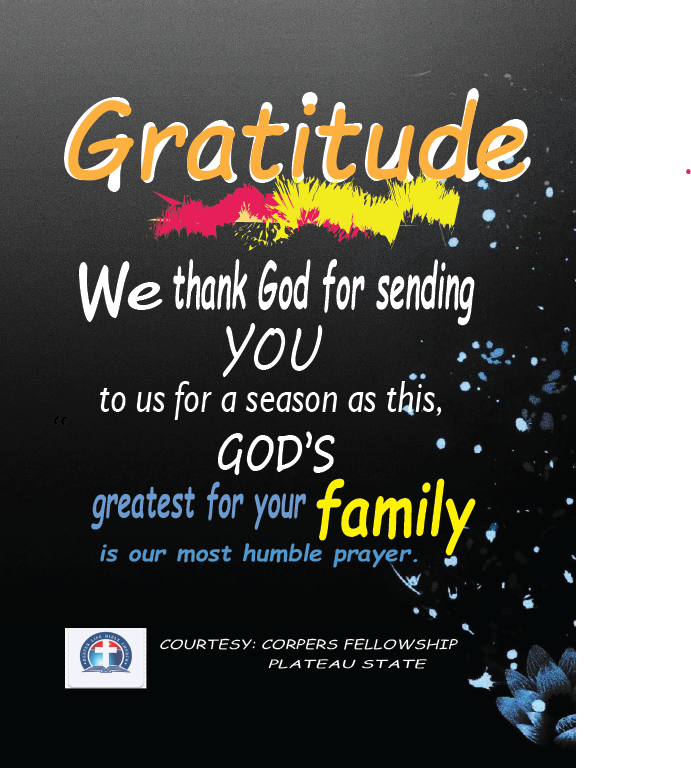 Gratitude
We thank God for sending
YOU
to us for a season as this,
GOD'S
greatest for your family
is our most humble prayer.
COURTESY: CORPERS FELLOWSHIP
PLATEAU STATE